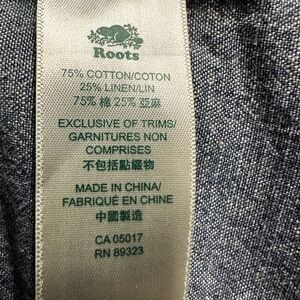 Roots
75% COTTON/COTON
25% LINEN/LIN
75% 棉 25% 亞麻
EXCLUSIVE OF TRIMS/
GARNITURES NON
COMPRISES
不包括點綴物
MADE IN CHINA/
FABRIQUÉ EN CHINE
中國製造
CA 05017
RN 89323